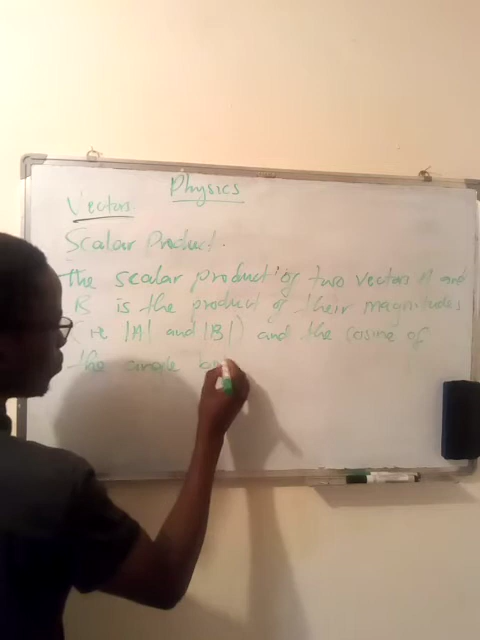 Physics
Vectors
Scalar Product.
The scalar product of two vectors A and
B is the product of their magnitudes
(i.e |A| and |B|) and the cosine of
the angle